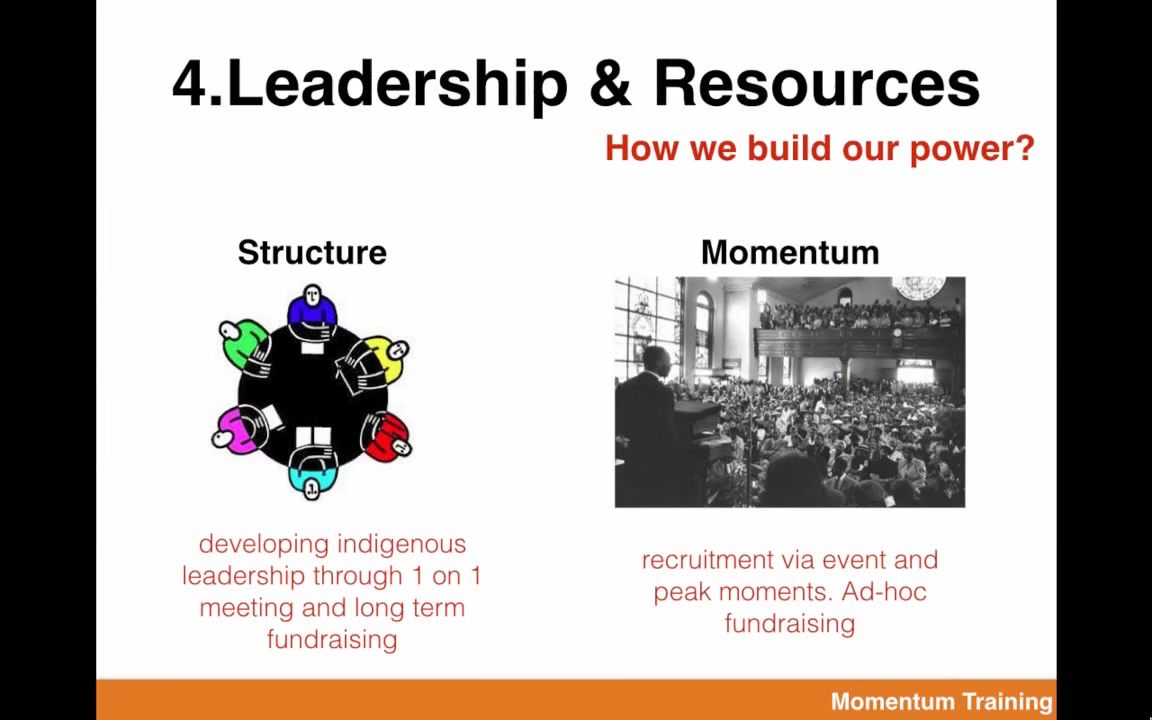 4.Leadership & Resources
How we build our power?
Structure
developing indigenous
leadership through 1 on 1
meeting and long term
fundraising
Momentum
recruitment via event and
peak moments. Ad-hoc
fundraising
Momentum Training